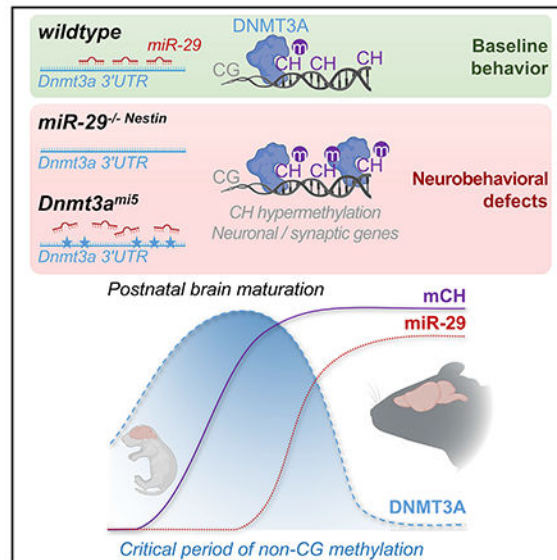 wildtype
miR-29
Dnmt3a 3'UTR
DNMT3A
m
CG CH CH CH
Baseline
behavior
miR-29-/- Nestin
Dnmt3a 3'UTR
Dnmt3ami5
Dnmt3a 3'UTR
m m m
CG CH CH CH
CH hypermethylation
Neuronal / synaptic genes
Neurobehavioral
defects
Postnatal brain maturation
mCH
miR-29
DNMT3A
Critical period of non-CG methylation